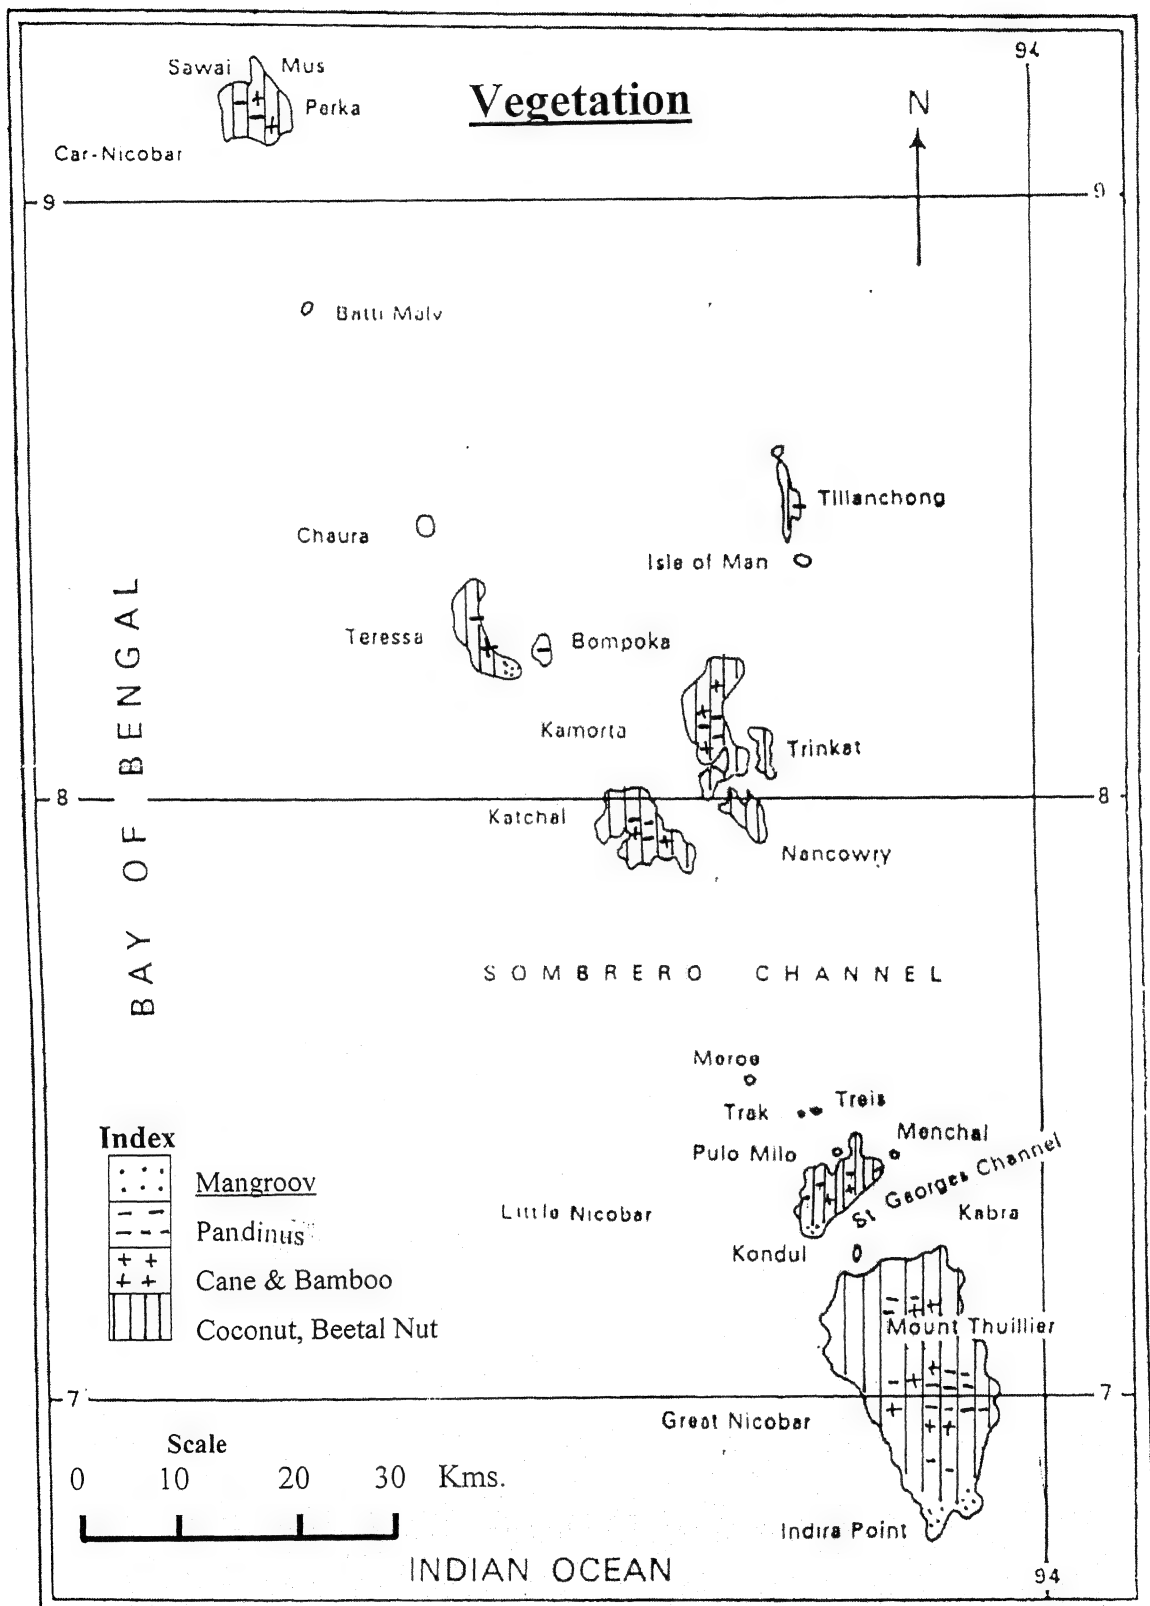 94
Sawai Mus
Vegetation
N
Perka
Car-Nicobar
9 9
Batti Malv
Tillanchong
Chaura
Isle of Man
Teressa
Bompoka
BAY OF BENGAL
Kamorta
Trinkat
8 8
Katchal
Nancowry
SOMBRERO CHANNEL
Meroe
Trak Treis
Menchal
Pulo Milo
St Georges Channel
Little Nicobar
Kabra
Kondul
Index
Mangroov
Pandinus
Cane & Bamboo
Coconut, Beetal Nut
Mount Thuillier
7 7
Great Nicobar
Scale
0 10 20 30 Kms.
Indira Point
INDIAN OCEAN
94